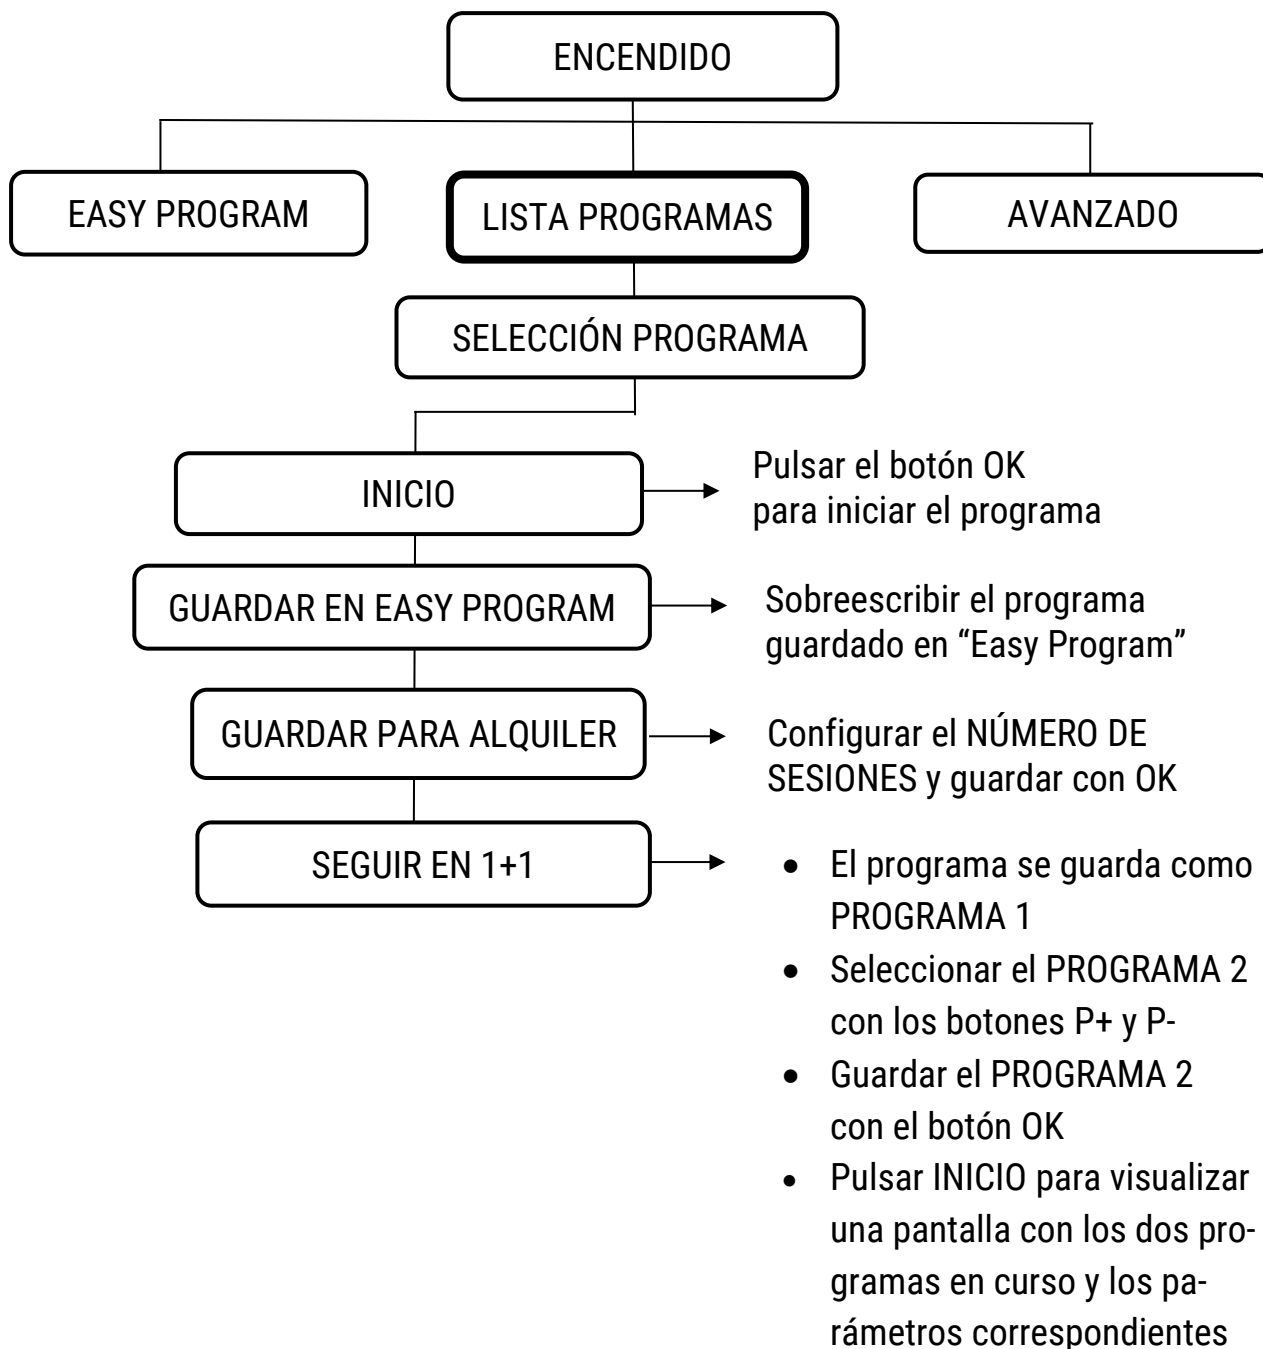 ENCENDIDO
EASY PROGRAM
LISTA PROGRAMAS
AVANZADO
SELECCIÓN PROGRAMA
INICIO
Pulsar el botón OK
para iniciar el programa
GUARDAR EN EASY PROGRAM
Sobreescribir el programa
guardado en “Easy Program”
GUARDAR PARA ALQUILER
Configurar el NÚMERO DE
SESIONES y guardar con OK
SEGUIR EN 1+1
• El programa se guarda como
PROGRAMA 1
• Seleccionar el PROGRAMA 2
con los botones P+ y P-
• Guardar el PROGRAMA 2
con el botón OK
• Pulsar INICIO para visualizar
una pantalla con los dos pro-
gramas en curso y los pa-
rámetros correspondientes